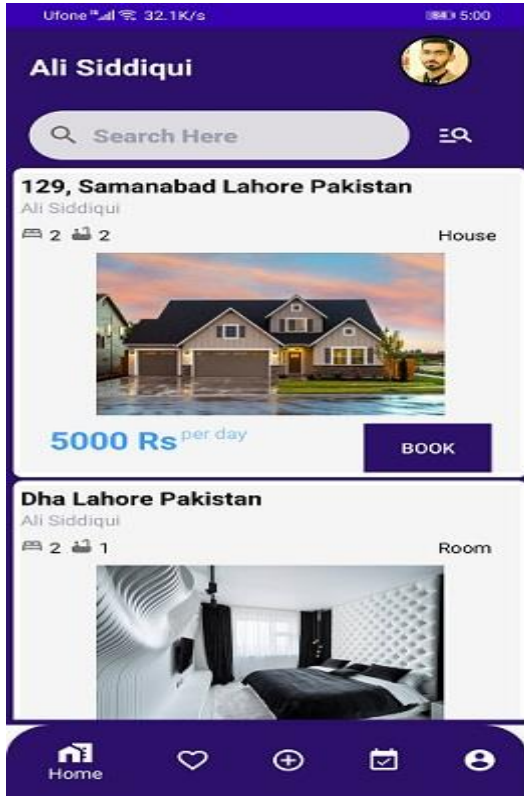 Ufone 32.1K/s 5:00
Ali Siddiqui
Search Here
129, Samanabad Lahore Pakistan
Ali Siddiqui
2 2 House
5000 Rs per day
BOOK
Dha Lahore Pakistan
Ali Siddiqui
2 1 Room
Home